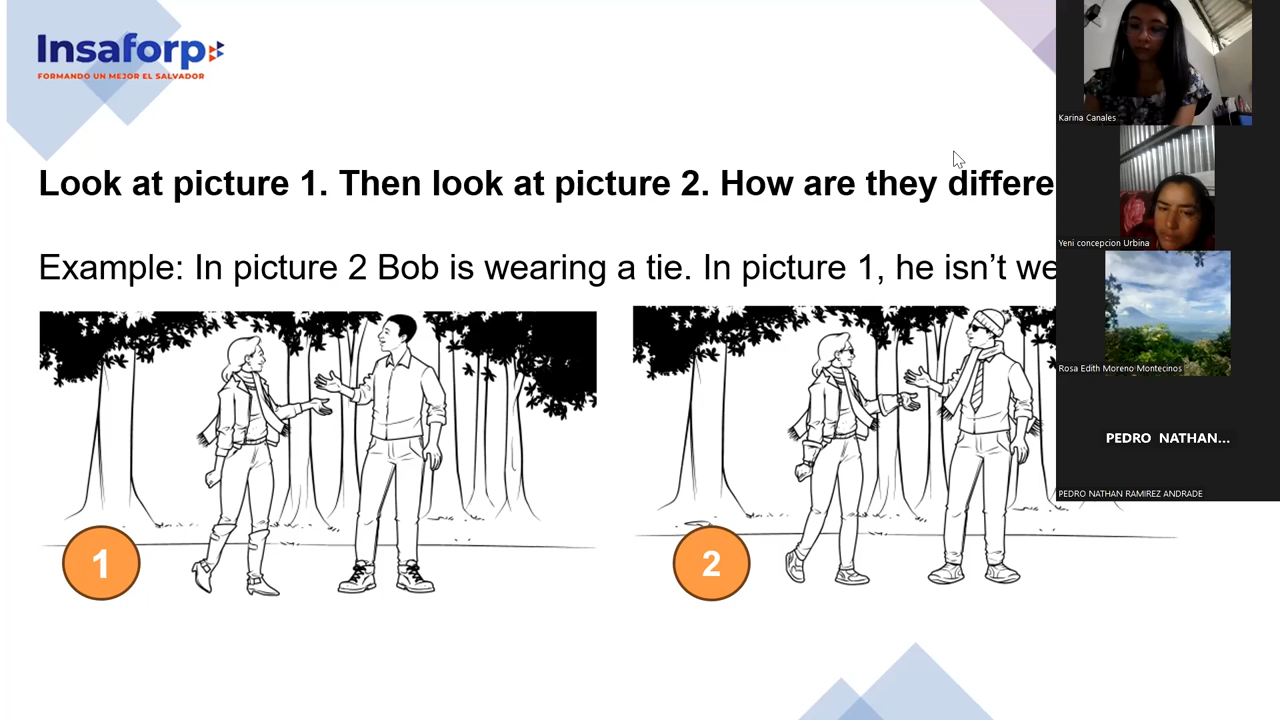 Insaforp
FORMANDO UN MEJOR EL SALVADOR
Look at picture 1. Then look at picture 2. How are they differe
Example: In picture 2 Bob is wearing a tie. In picture 1, he isn't we
1
2
Karina Canales
Yeni concepcion Urbina
Rosa Edith Moreno Montecinos
PEDRO NATHAN...
PEDRO NATHAN RAMIREZ ANDRADE